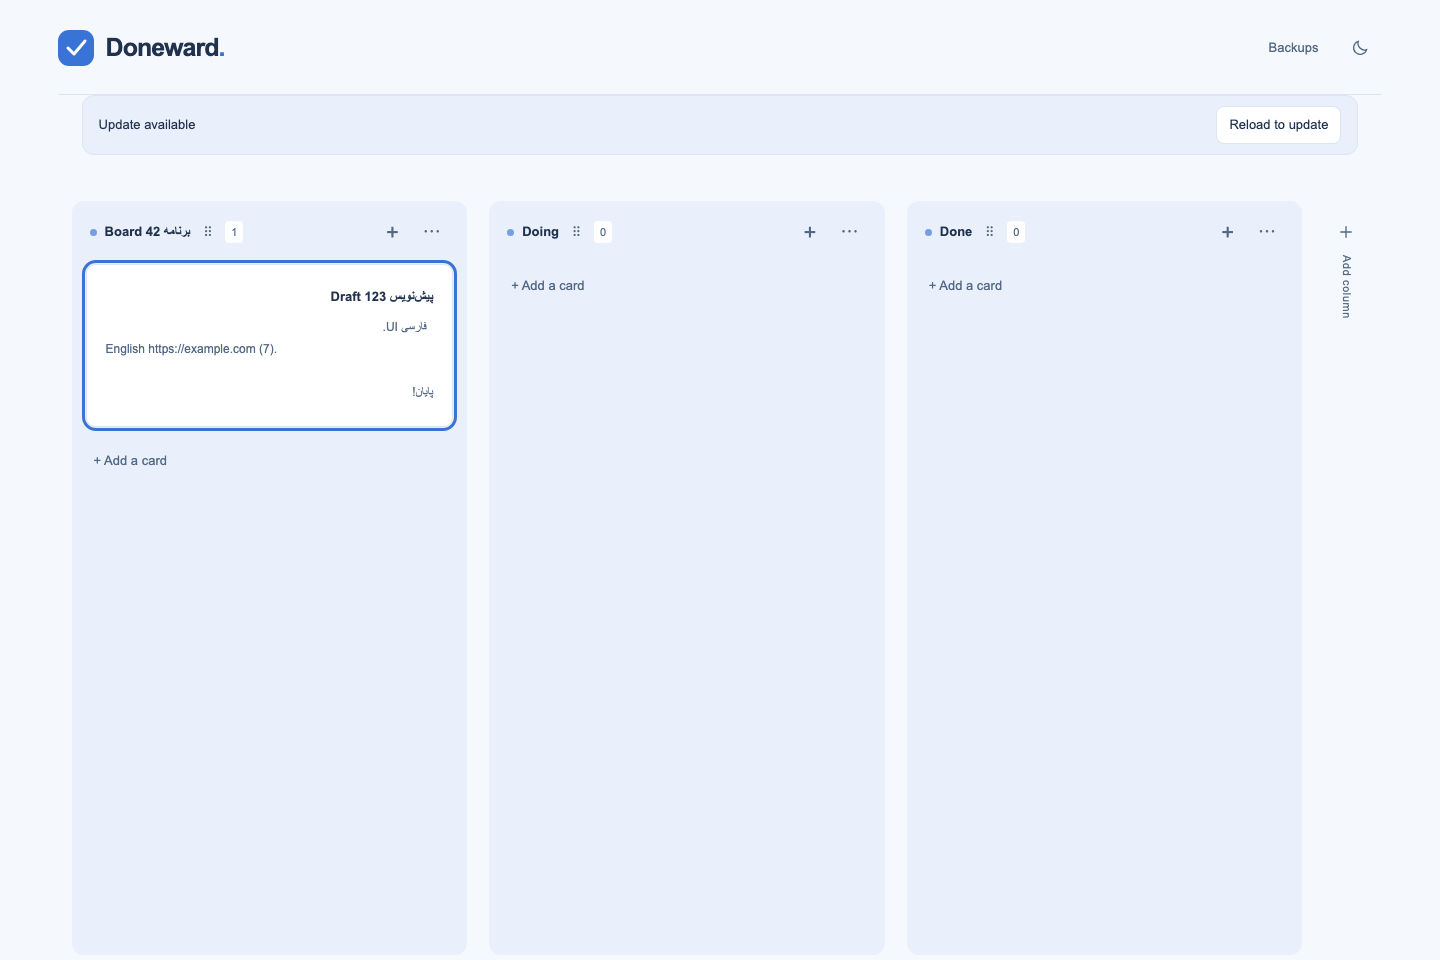 Doneward.
Backups
Update available
Reload to update
برنامه 42 Board
1
پیش‌نویس Draft 123
فارسی UI.
English https://example.com (7).
پایان!
+ Add a card
Doing
0
+ Add a card
Done
0
+ Add a card
Add column